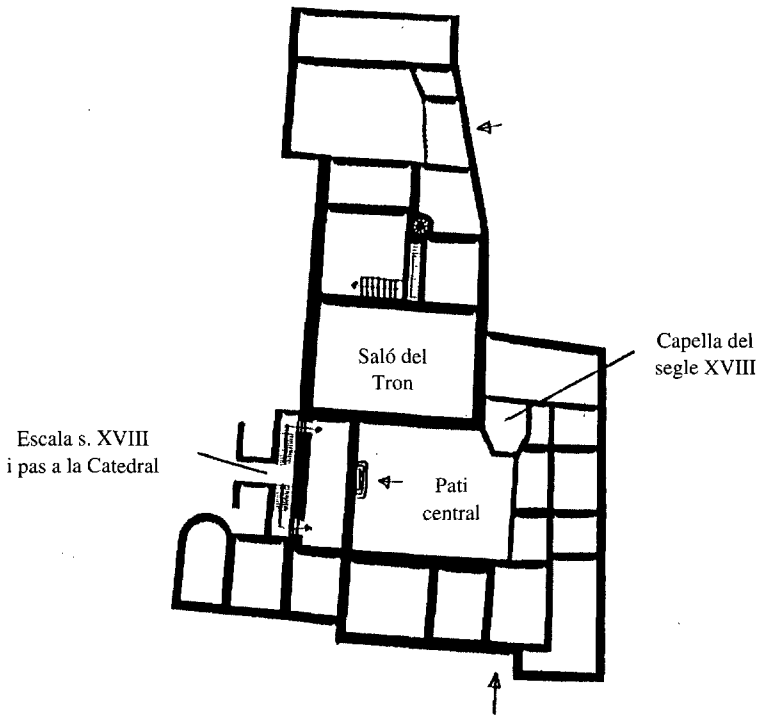 Saló del
Tron
Capella del
segle XVIII
Escala s. XVIII
i pas a la Catedral
Pati
central